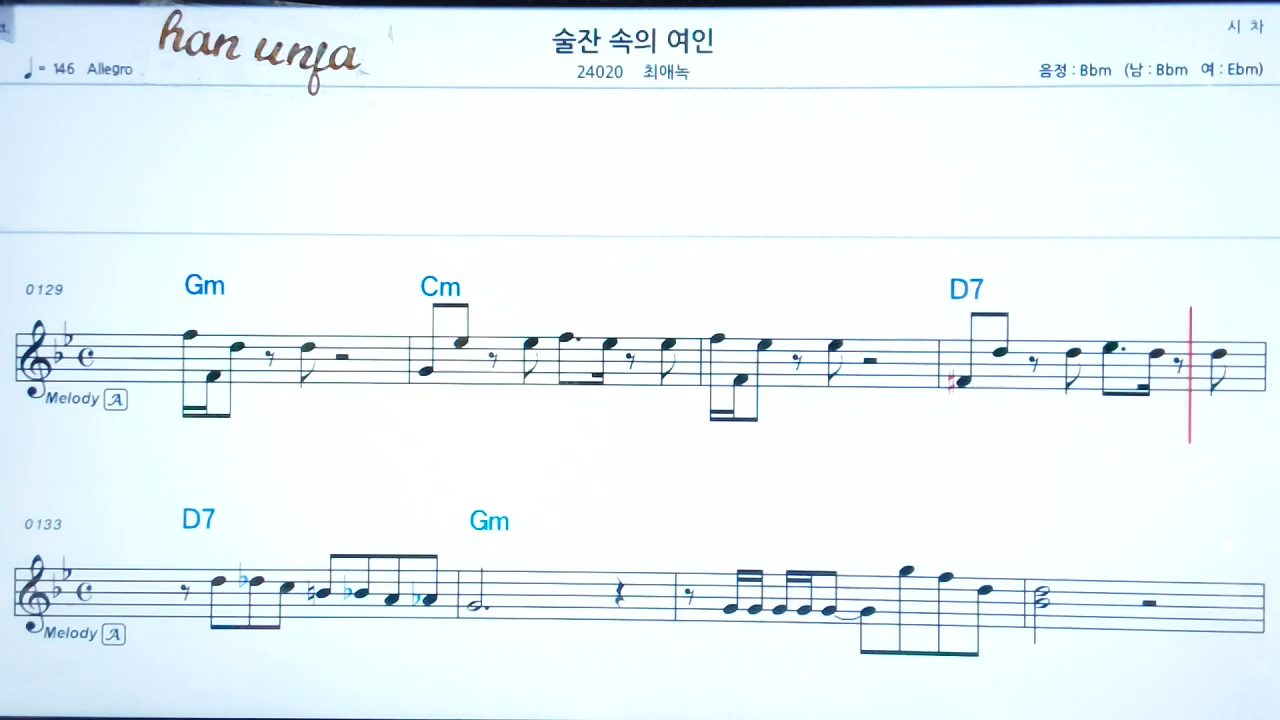 han unfa
술잔 속의 여인
시 차
♩= 146 Allegro
24020 최애녹
음정 : Bbm (남 : Bbm 여 : Ebm)
0129
Gm Cm D7
Melody A
0133
D7 Gm
Melody A